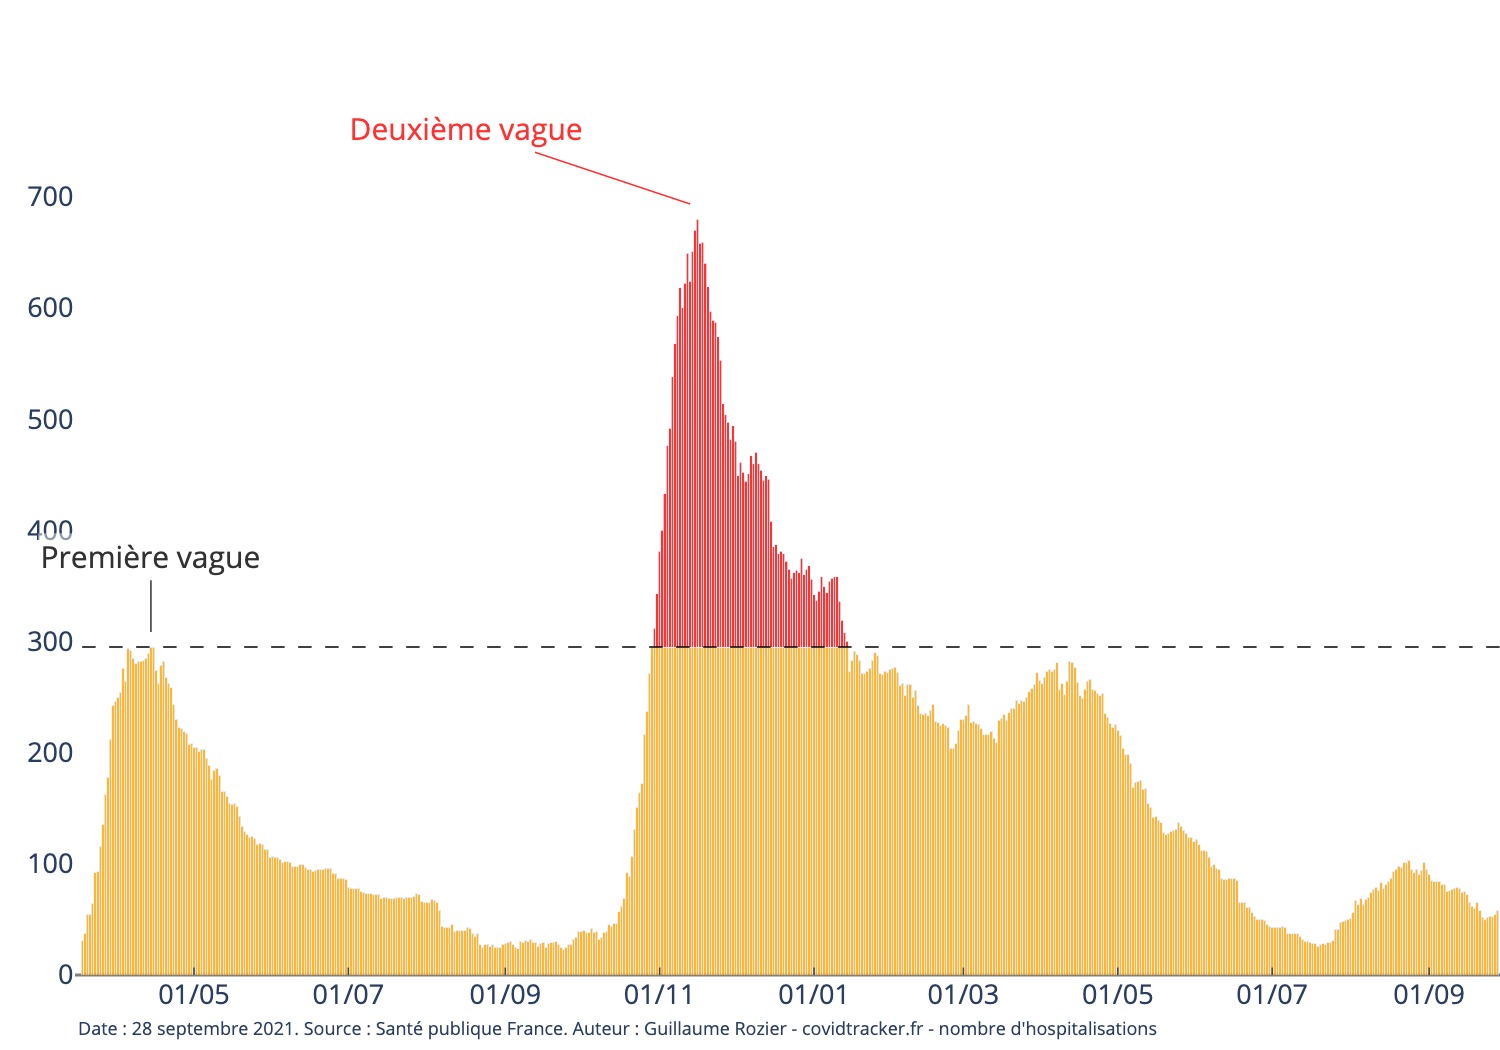 Deuxième vague
700
600
500
400
Première vague
300
200
100
0
01/05 01/07 01/09 01/11 01/01 01/03 01/05 01/07 01/09
Date : 28 septembre 2021. Source : Santé publique France. Auteur : Guillaume Rozier - covidtracker.fr - nombre d'hospitalisations